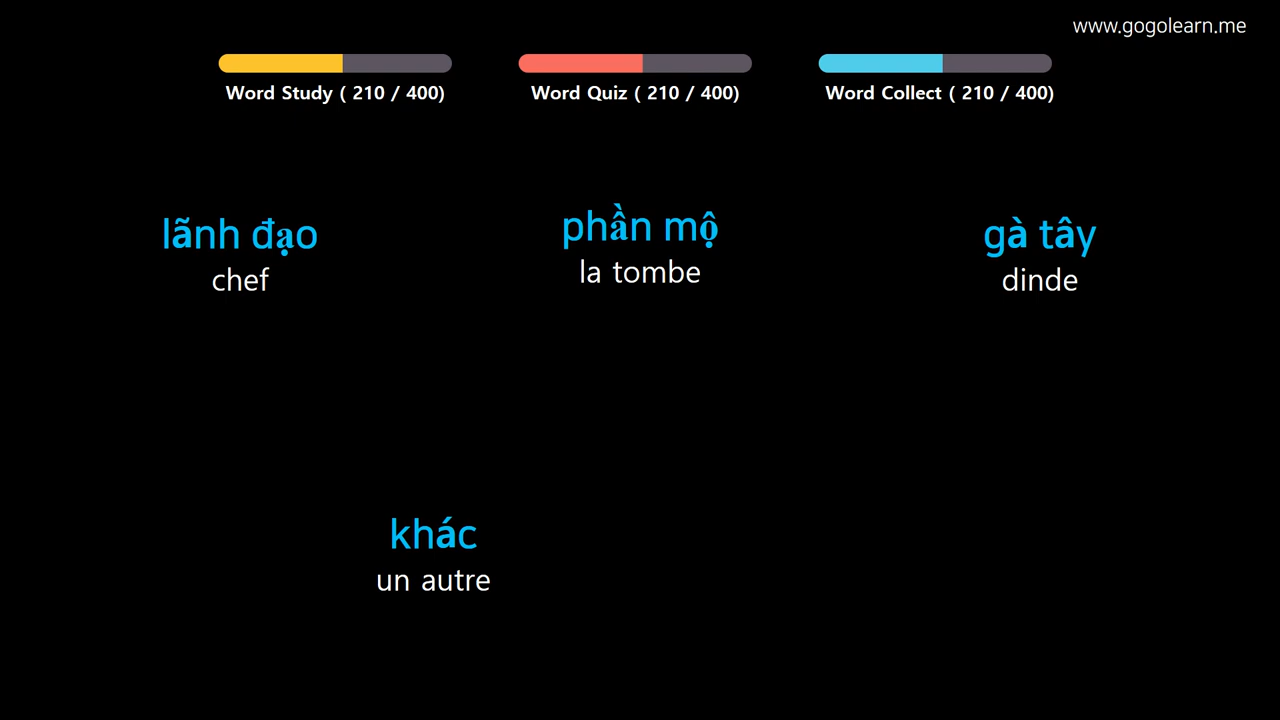 www.gogolearn.me
Word Study ( 210 / 400)
Word Quiz ( 210 / 400)
Word Collect ( 210 / 400)
lãnh đạo
chef
phần mộ
la tombe
gà tây
dinde
khác
un autre